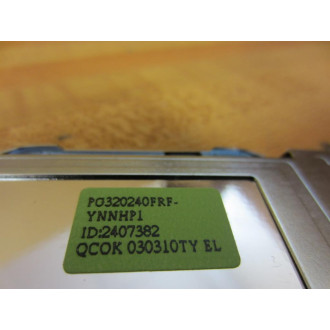 PG320240FRF-
YNNHP1
ID:2407382
QCOK 030310TY EL